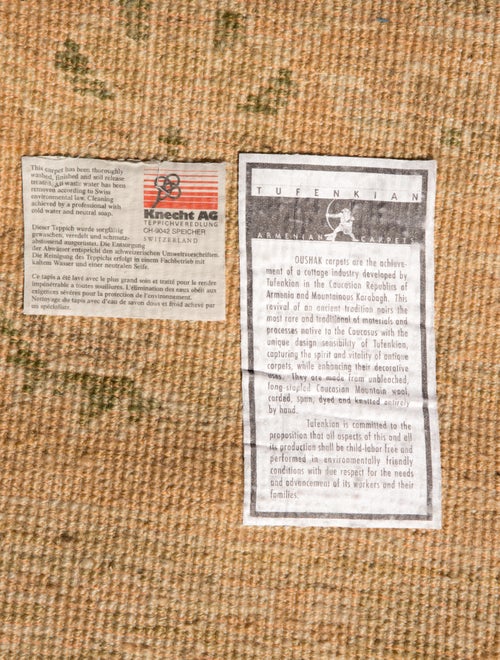 This carpet has been thoroughly
washed, finished and soil release
treated. All waste water has been
removed according to Swiss
environmental law. Cleaning
achieved by a professional with
cold water and neutral soap.
Knecht AG
TEPPICHVEREDLUNG
CH-9042 SPEICHER
SWITZERLAND
Dieser Teppich wurde sorgfältig
gewaschen, veredelt und schmutz-
abstossend ausgerüstet. Die Entsorgung
der Abwässer entspricht den schweizerischen Umweltvorschriften.
Die Reinigung des Teppichs erfolgt in einem Fachbetrieb mit
kaltem Wasser und einer neutralen Seife.
Ce tapis a été lavé avec le plus grand soin et traité pour le rendre
imperméable a toutes souillures. L'élimination des eaux obéit aux
exigences sévères pour la protection de l'environnement.
Nettoyage du tapis avec d'eau de savon doux et froid achevé par
un spécialiste.
TUFENKIAN
ARMENIAN CARPET
OUSHAK carpets are the achieve-
ment of a cottage industry developed by
Tufenkian in the Caucasian Republics of
Armenia and Mountainous Karabagh. This
revival of an ancient tradition pairs the
most rare and traditional of materials and
processes native to the Caucasus with the
unique design sensibility of Tufenkian,
capturing the spirit and vitality of antique
carpets, while enhancing their decorative
uses. They are made from unbleached,
long-stapled Caucasian Mountain wool,
carded, spun, dyed and knotted entirely
by hand.
Tufenkian is committed to the
proposition that all aspects of this and all
its production shall be child-labor free and
performed in environmentally friendly
conditions with due respect for the needs
and advancement of its workers and their
families.